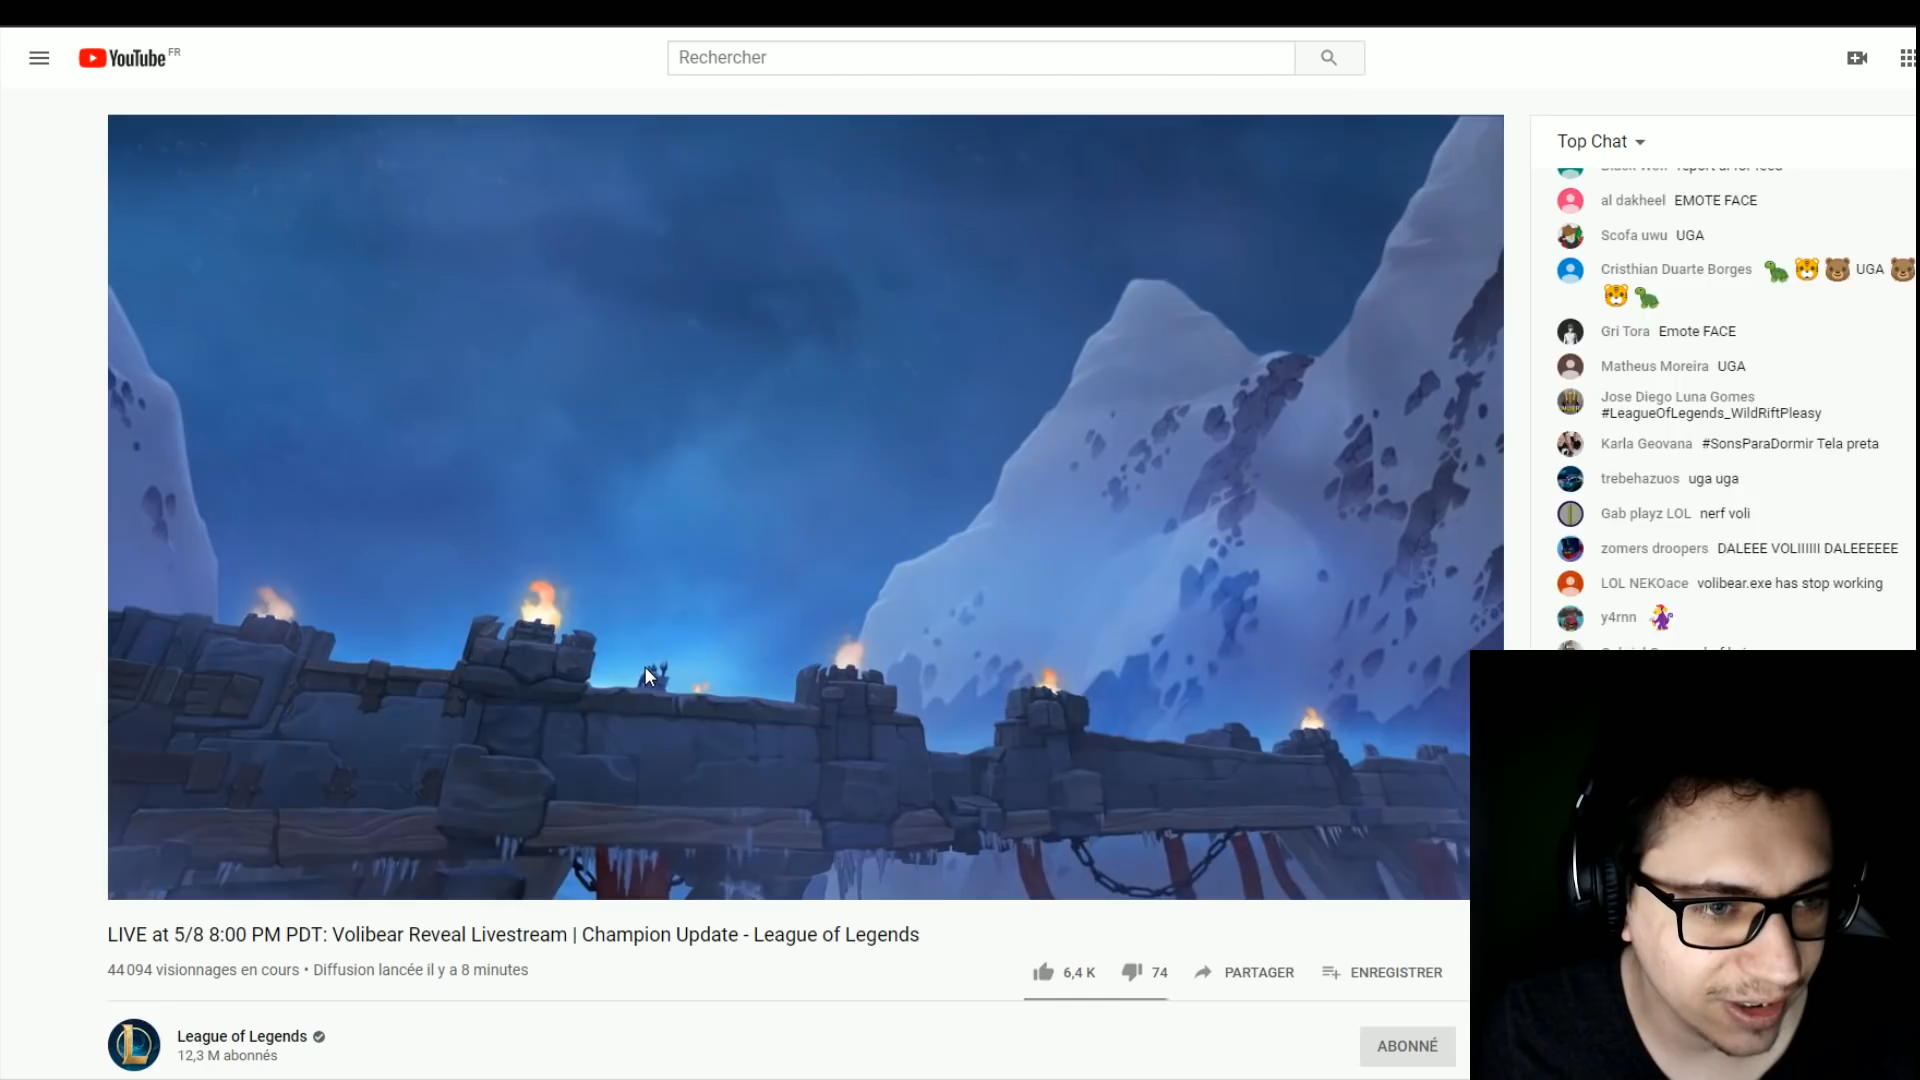 YouTube FR
Rechercher
Top Chat
al dakheel EMOTE FACE
Scofa uwu UGA
Cristhian Duarte Borges 🦕🐯🐻 UGA 🐻
🐯🦕
Gri Tora Emote FACE
Matheus Moreira UGA
Jose Diego Luna Gomes
#LeagueOfLegends_WildRiftPleasy
Karla Geovana #SonsParaDormir Tela preta
trebehazuos uga uga
Gab playz LOL nerf voli
zomers droopers DALEEE VOLIIIIII DALEEEEEE
LOL NEKOace volibear.exe has stop working
y4rnn
LIVE at 5/8 8:00 PM PDT: Volibear Reveal Livestream | Champion Update - League of Legends
44 094 visionnages en cours • Diffusion lancée il y a 8 minutes
6,4 K
74
PARTAGER
ENREGISTRER
League of Legends
12,3 M abonnés
ABONNÉ